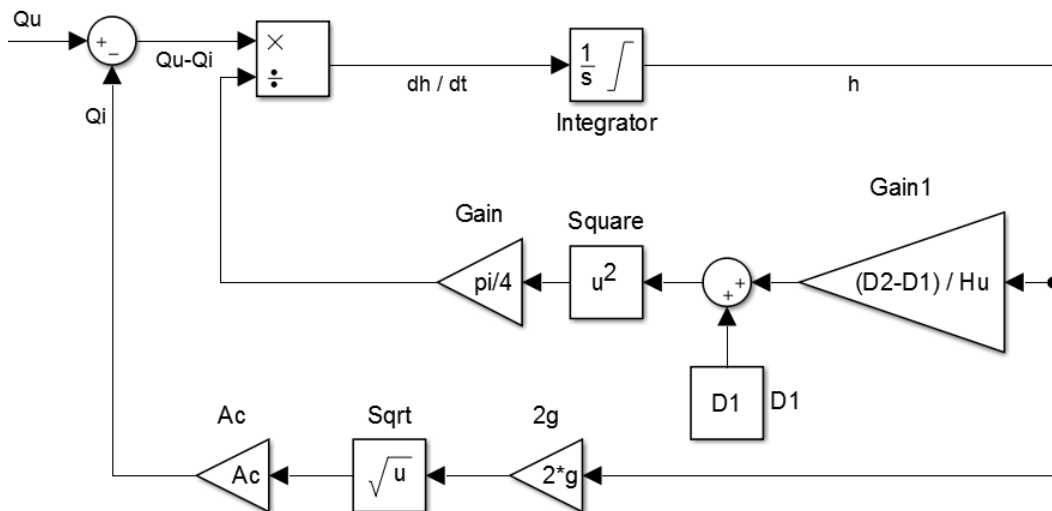 Qu
+
−
Qu-Qi
×
÷
dh / dt
1
s
Integrator
h
Qi
Gain1
(D2-D1) / Hu
Gain
pi/4
Square
u²
+
+
D1
D1
Ac
Ac
Sqrt
√u
2g
2*g